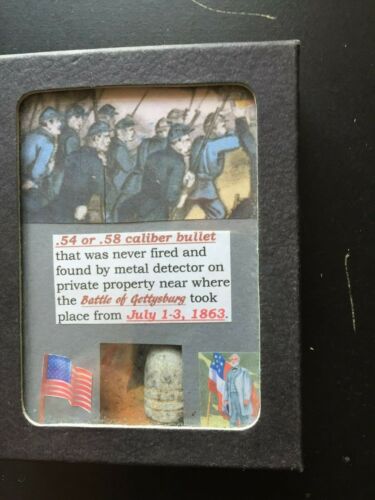 .54 or .58 caliber bullet
that was never fired and
found by metal detector on
private property near where
the Battle of Gettysburg took
place from July 1-3, 1863.